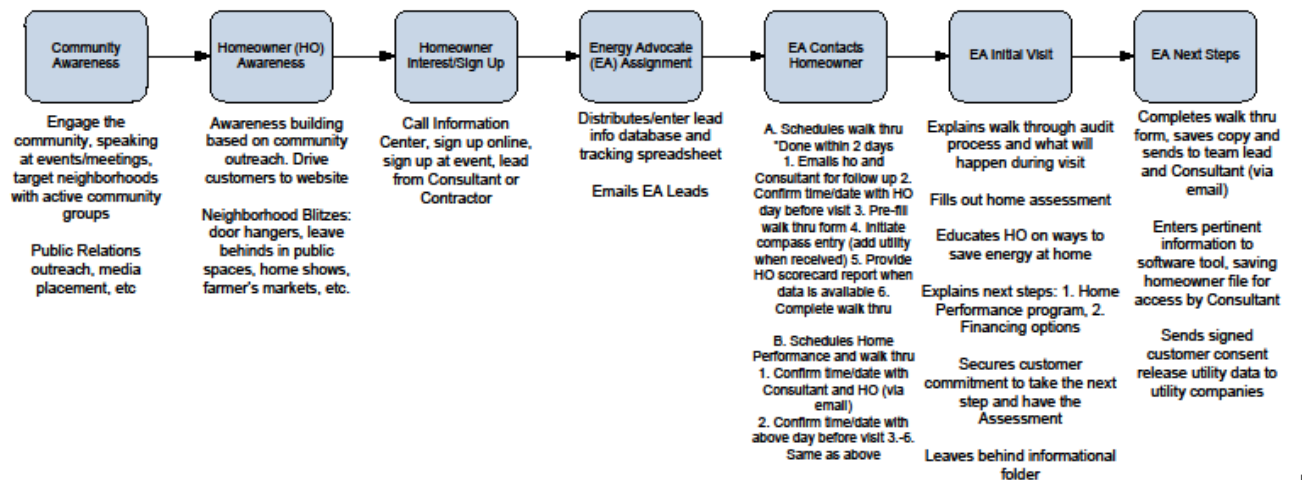 Community
Awareness
Homeowner (HO)
Awareness
Homeowner
Interest/Sign Up
Energy Advocate
(EA) Assignment
EA Contacts
Homeowner
EA Initial Visit
EA Next Steps
Engage the
community, speaking
at events/meetings,
target neighborhoods
with active community
groups
Public Relations
outreach, media
placement, etc
Awareness building
based on community
outreach. Drive
customers to website
Neighborhood Blitzes:
door hangers, leave
behinds in public
spaces, home shows,
farmer's markets, etc.
Call Information
Center, sign up online,
sign up at event, lead
from Consultant or
Contractor
Distributes/enter lead
info database and
tracking spreadsheet
Emails EA Leads
A. Schedules walk thru
*Done within 2 days
1. Emails ho and
Consultant for follow up 2.
Confirm time/date with HO
day before visit 3. Pre-fill
walk thru form 4. Initiate
compass entry (add utility
when received) 5. Provide
HO scorecard report when
data is available 6.
Complete walk thru
B. Schedules Home
Performance and walk thru
1. Confirm time/date with
Consultant and HO (via
email)
2. Confirm time/date with
above day before visit 3.-6.
Same as above
Explains walk through audit
process and what will
happen during visit
Fills out home assessment
Educates HO on ways to
save energy at home
Explains next steps: 1. Home
Performance program, 2.
Financing options
Secures customer
commitment to take the next
step and have the
Assessment
Leaves behind informational
folder
Completes walk thru
form, saves copy and
sends to team lead
and Consultant (via
email)
Enters pertinent
information to
software tool, saving
homeowner file for
access by Consultant
Sends signed
customer consent
release utility data to
utility companies